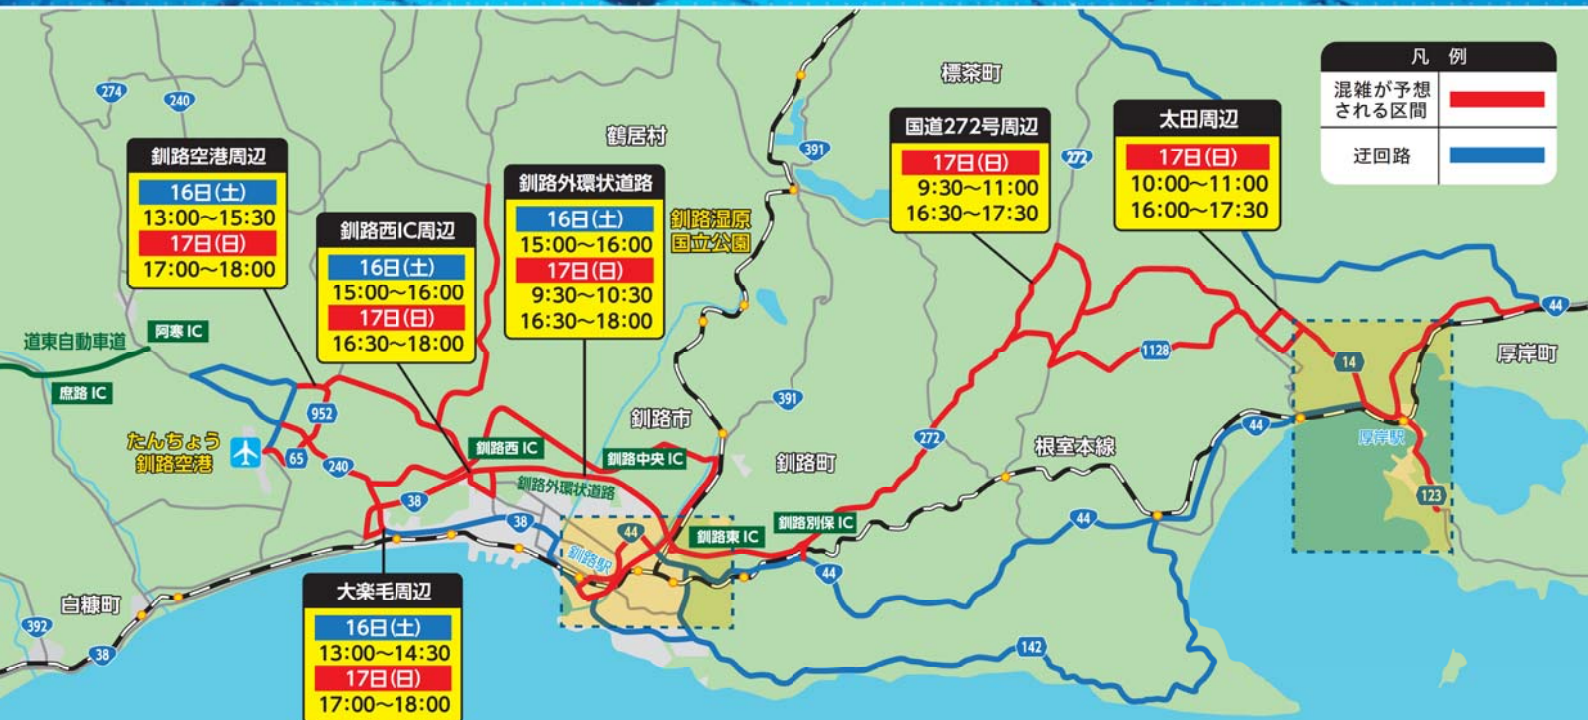 凡 例
混雑が予想
される区間
迂回路
標茶町
274
240
鶴居村
391
272
国道272号周辺
17日(日)
9:30～11:00
16:30～17:30
太田周辺
17日(日)
10:00～11:00
16:00～17:30
釧路空港周辺
16日(土)
13:00～15:30
17日(日)
17:00～18:00
釧路西IC周辺
16日(土)
15:00～16:00
17日(日)
16:30～18:00
釧路外環状道路
16日(土)
15:00～16:00
17日(日)
9:30～10:30
16:30～18:00
釧路湿原
国立公園
44
道東自動車道
阿寒 IC
庶路 IC
1128
14
厚岸町
952
391
釧路市
たんちょう
釧路空港
65
240
釧路西 IC
釧路中央 IC
釧路町
272
根室本線
44
厚岸駅
38
釧路外環状道路
123
38
44
釧路東 IC
釧路別保 IC
44
釧路駅
44
大楽毛周辺
16日(土)
13:00～14:30
17日(日)
17:00～18:00
白糠町
392
38
142